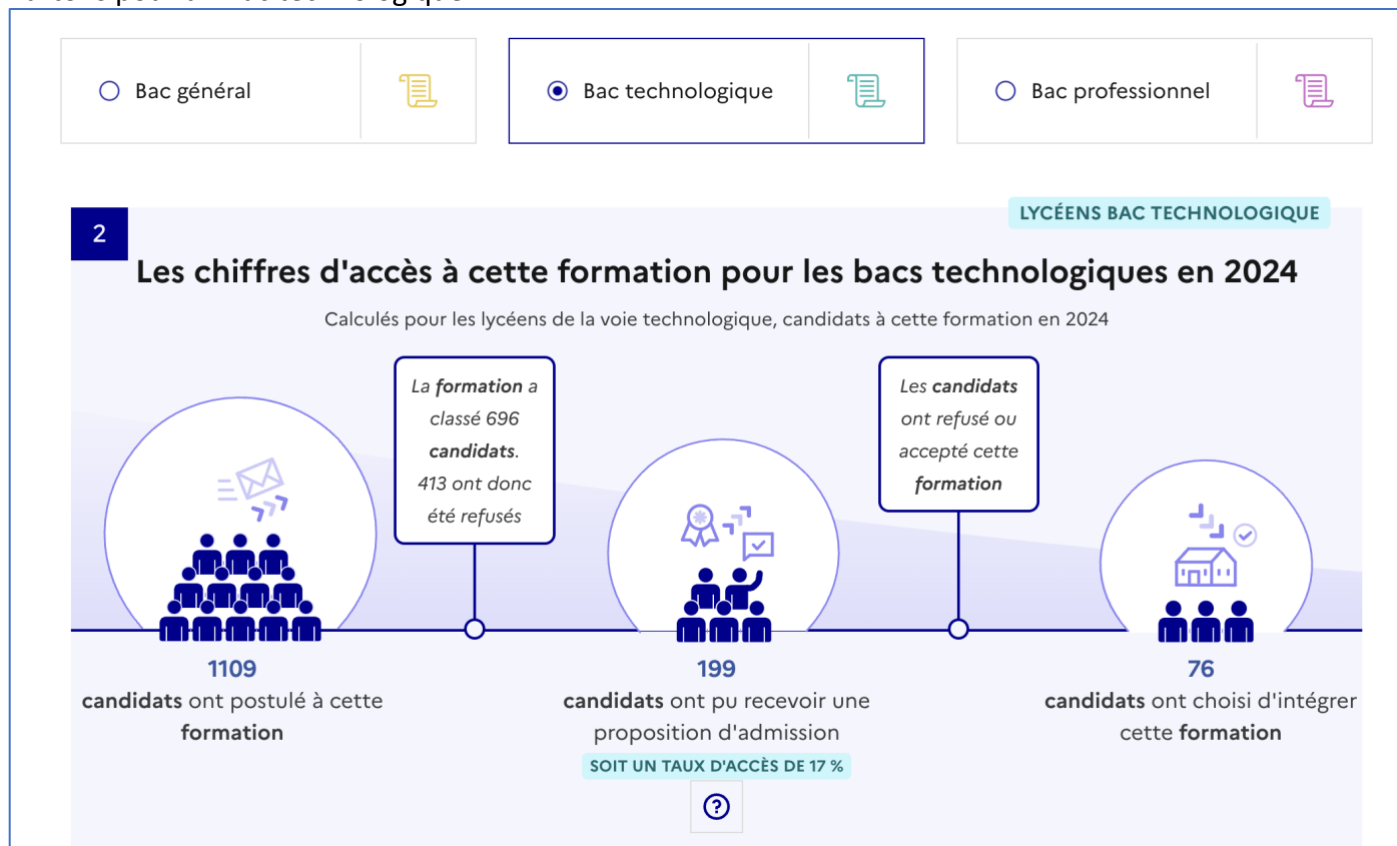 Bac général
Bac technologique
Bac professionnel
LYCÉENS BAC TECHNOLOGIQUE
2
Les chiffres d'accès à cette formation pour les bacs technologiques en 2024
Calculés pour les lycéens de la voie technologique, candidats à cette formation en 2024
La formation a
classé 696
candidats.
413 ont donc
été refusés
Les candidats
ont refusé ou
accepté cette
formation
1109
candidats ont postulé à cette
formation
199
candidats ont pu recevoir une
proposition d'admission
SOIT UN TAUX D'ACCÈS DE 17 %
?
76
candidats ont choisi d'intégrer
cette formation